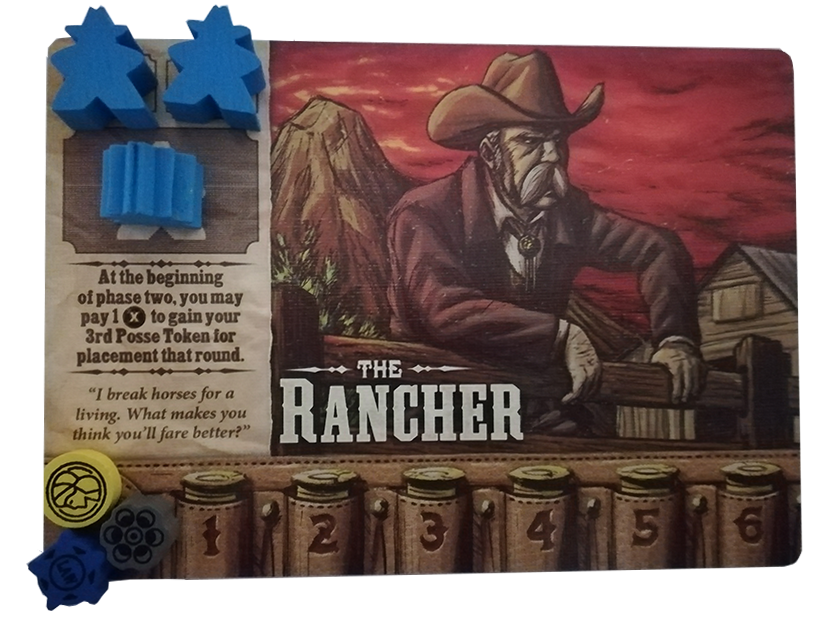 At the beginning
of phase two, you may
pay 1 X to gain your
3rd Posse Token for
placement that round.
“I break horses for a
living. What makes you
think you’ll fare better?”
THE
RANCHER
1 2 3 4 5 6
LAW